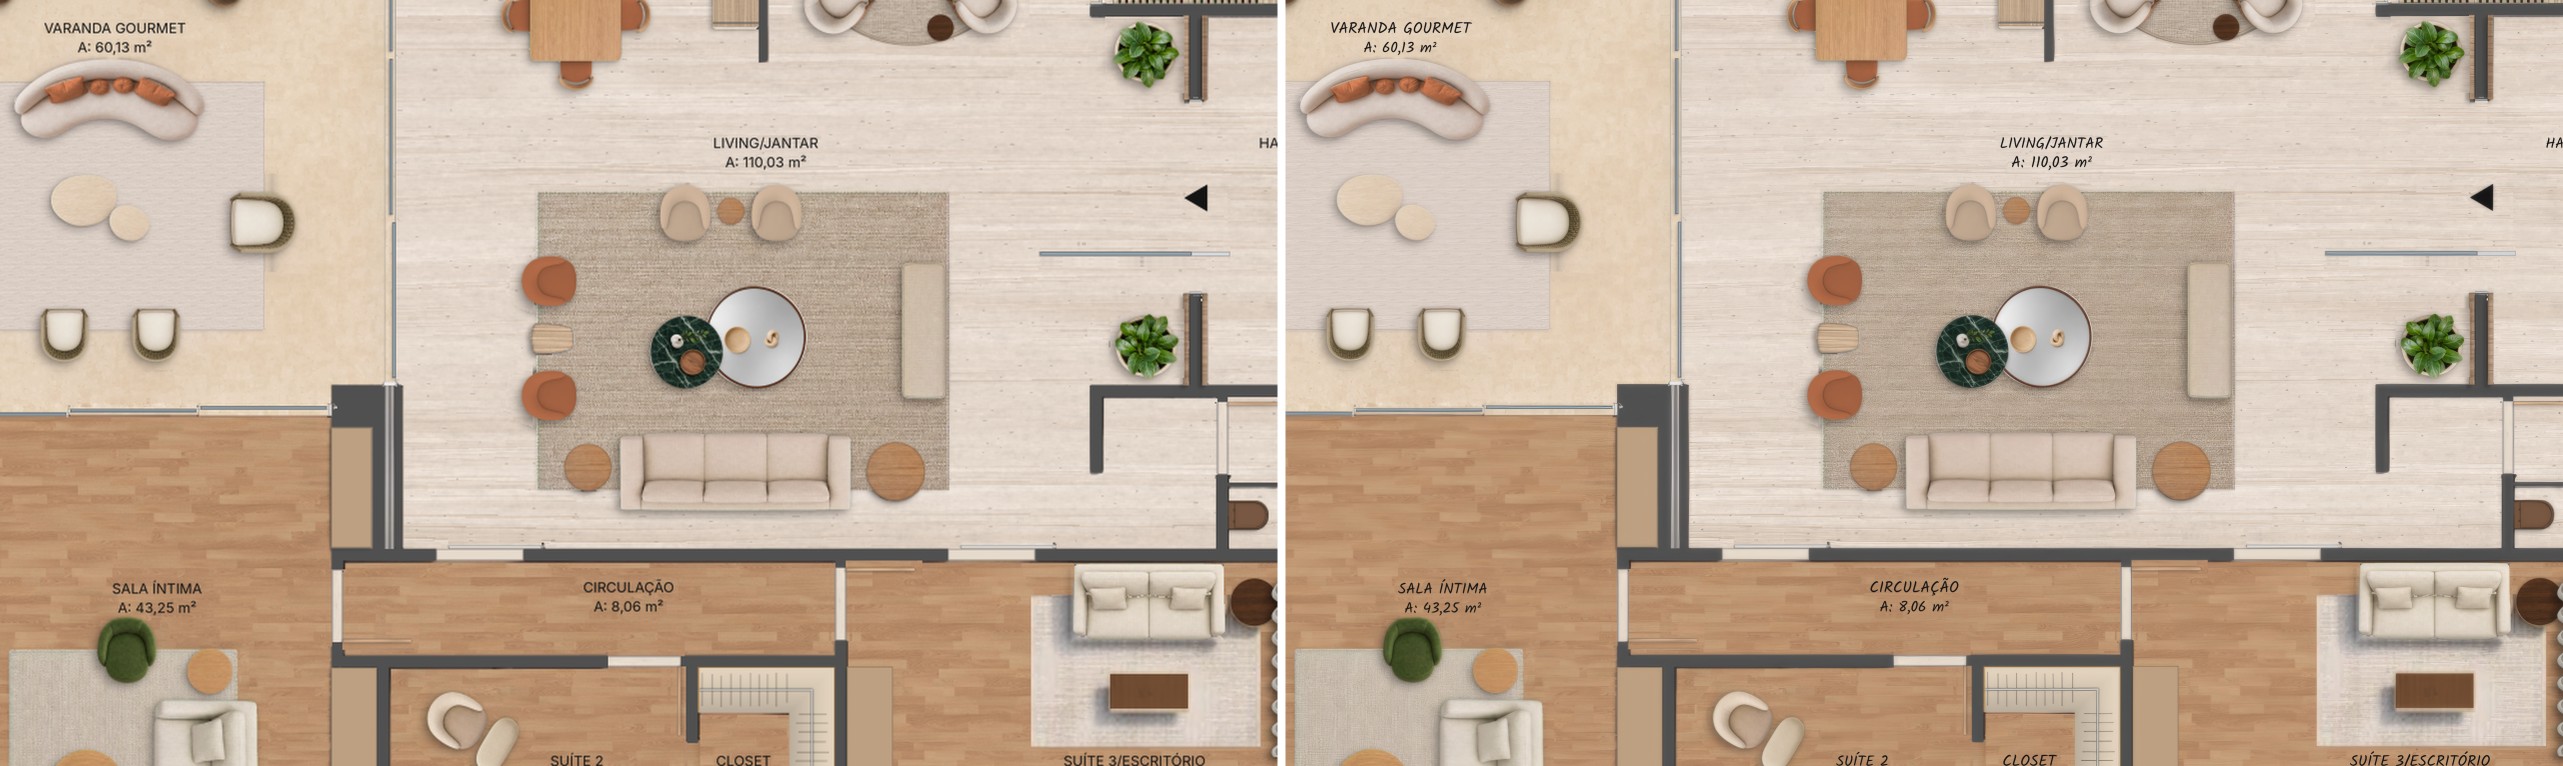 VARANDA GOURMET
A: 60,13 m²
LIVING/JANTAR
A: 110,03 m²
HA
SALA ÍNTIMA
A: 43,25 m²
CIRCULAÇÃO
A: 8,06 m²
SUÍTE 2
CLOSET
SUÍTE 3/ESCRITÓRIO
VARANDA GOURMET
A: 60,13 m²
LIVING/JANTAR
A: 110,03 m²
HA
SALA ÍNTIMA
A: 43,25 m²
CIRCULAÇÃO
A: 8,06 m²
SUÍTE 2
CLOSET
SUÍTE 3/ESCRITÓRIO